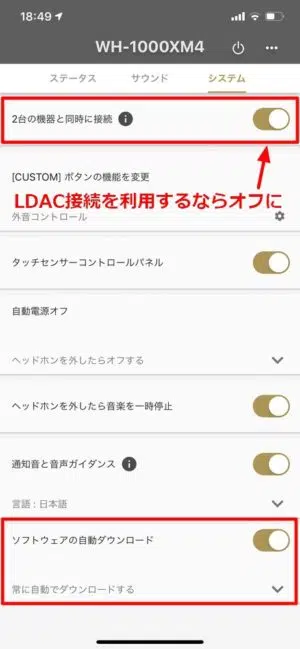 18:49
WH-1000XM4
ステータス サウンド システム
2台の機器と同時に接続
[CUSTOM] ボタンの機能を変更
LDAC接続を利用するならオフに
外音コントロール
タッチセンサーコントロールパネル
自動電源オフ
ヘッドホンを外したらオフする
ヘッドホンを外したら音楽を一時停止
通知音と音声ガイダンス
言語 : 日本語
ソフトウェアの自動ダウンロード
常に自動でダウンロードする